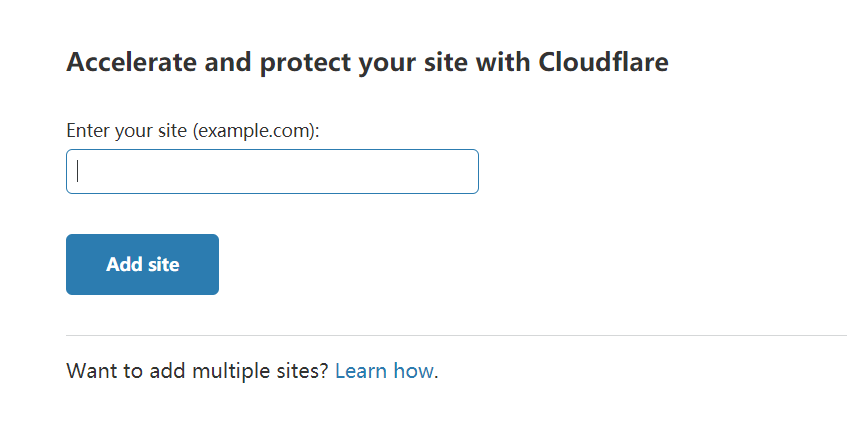 Accelerate and protect your site with Cloudflare
Enter your site (example.com):
Add site
Want to add multiple sites? Learn how.